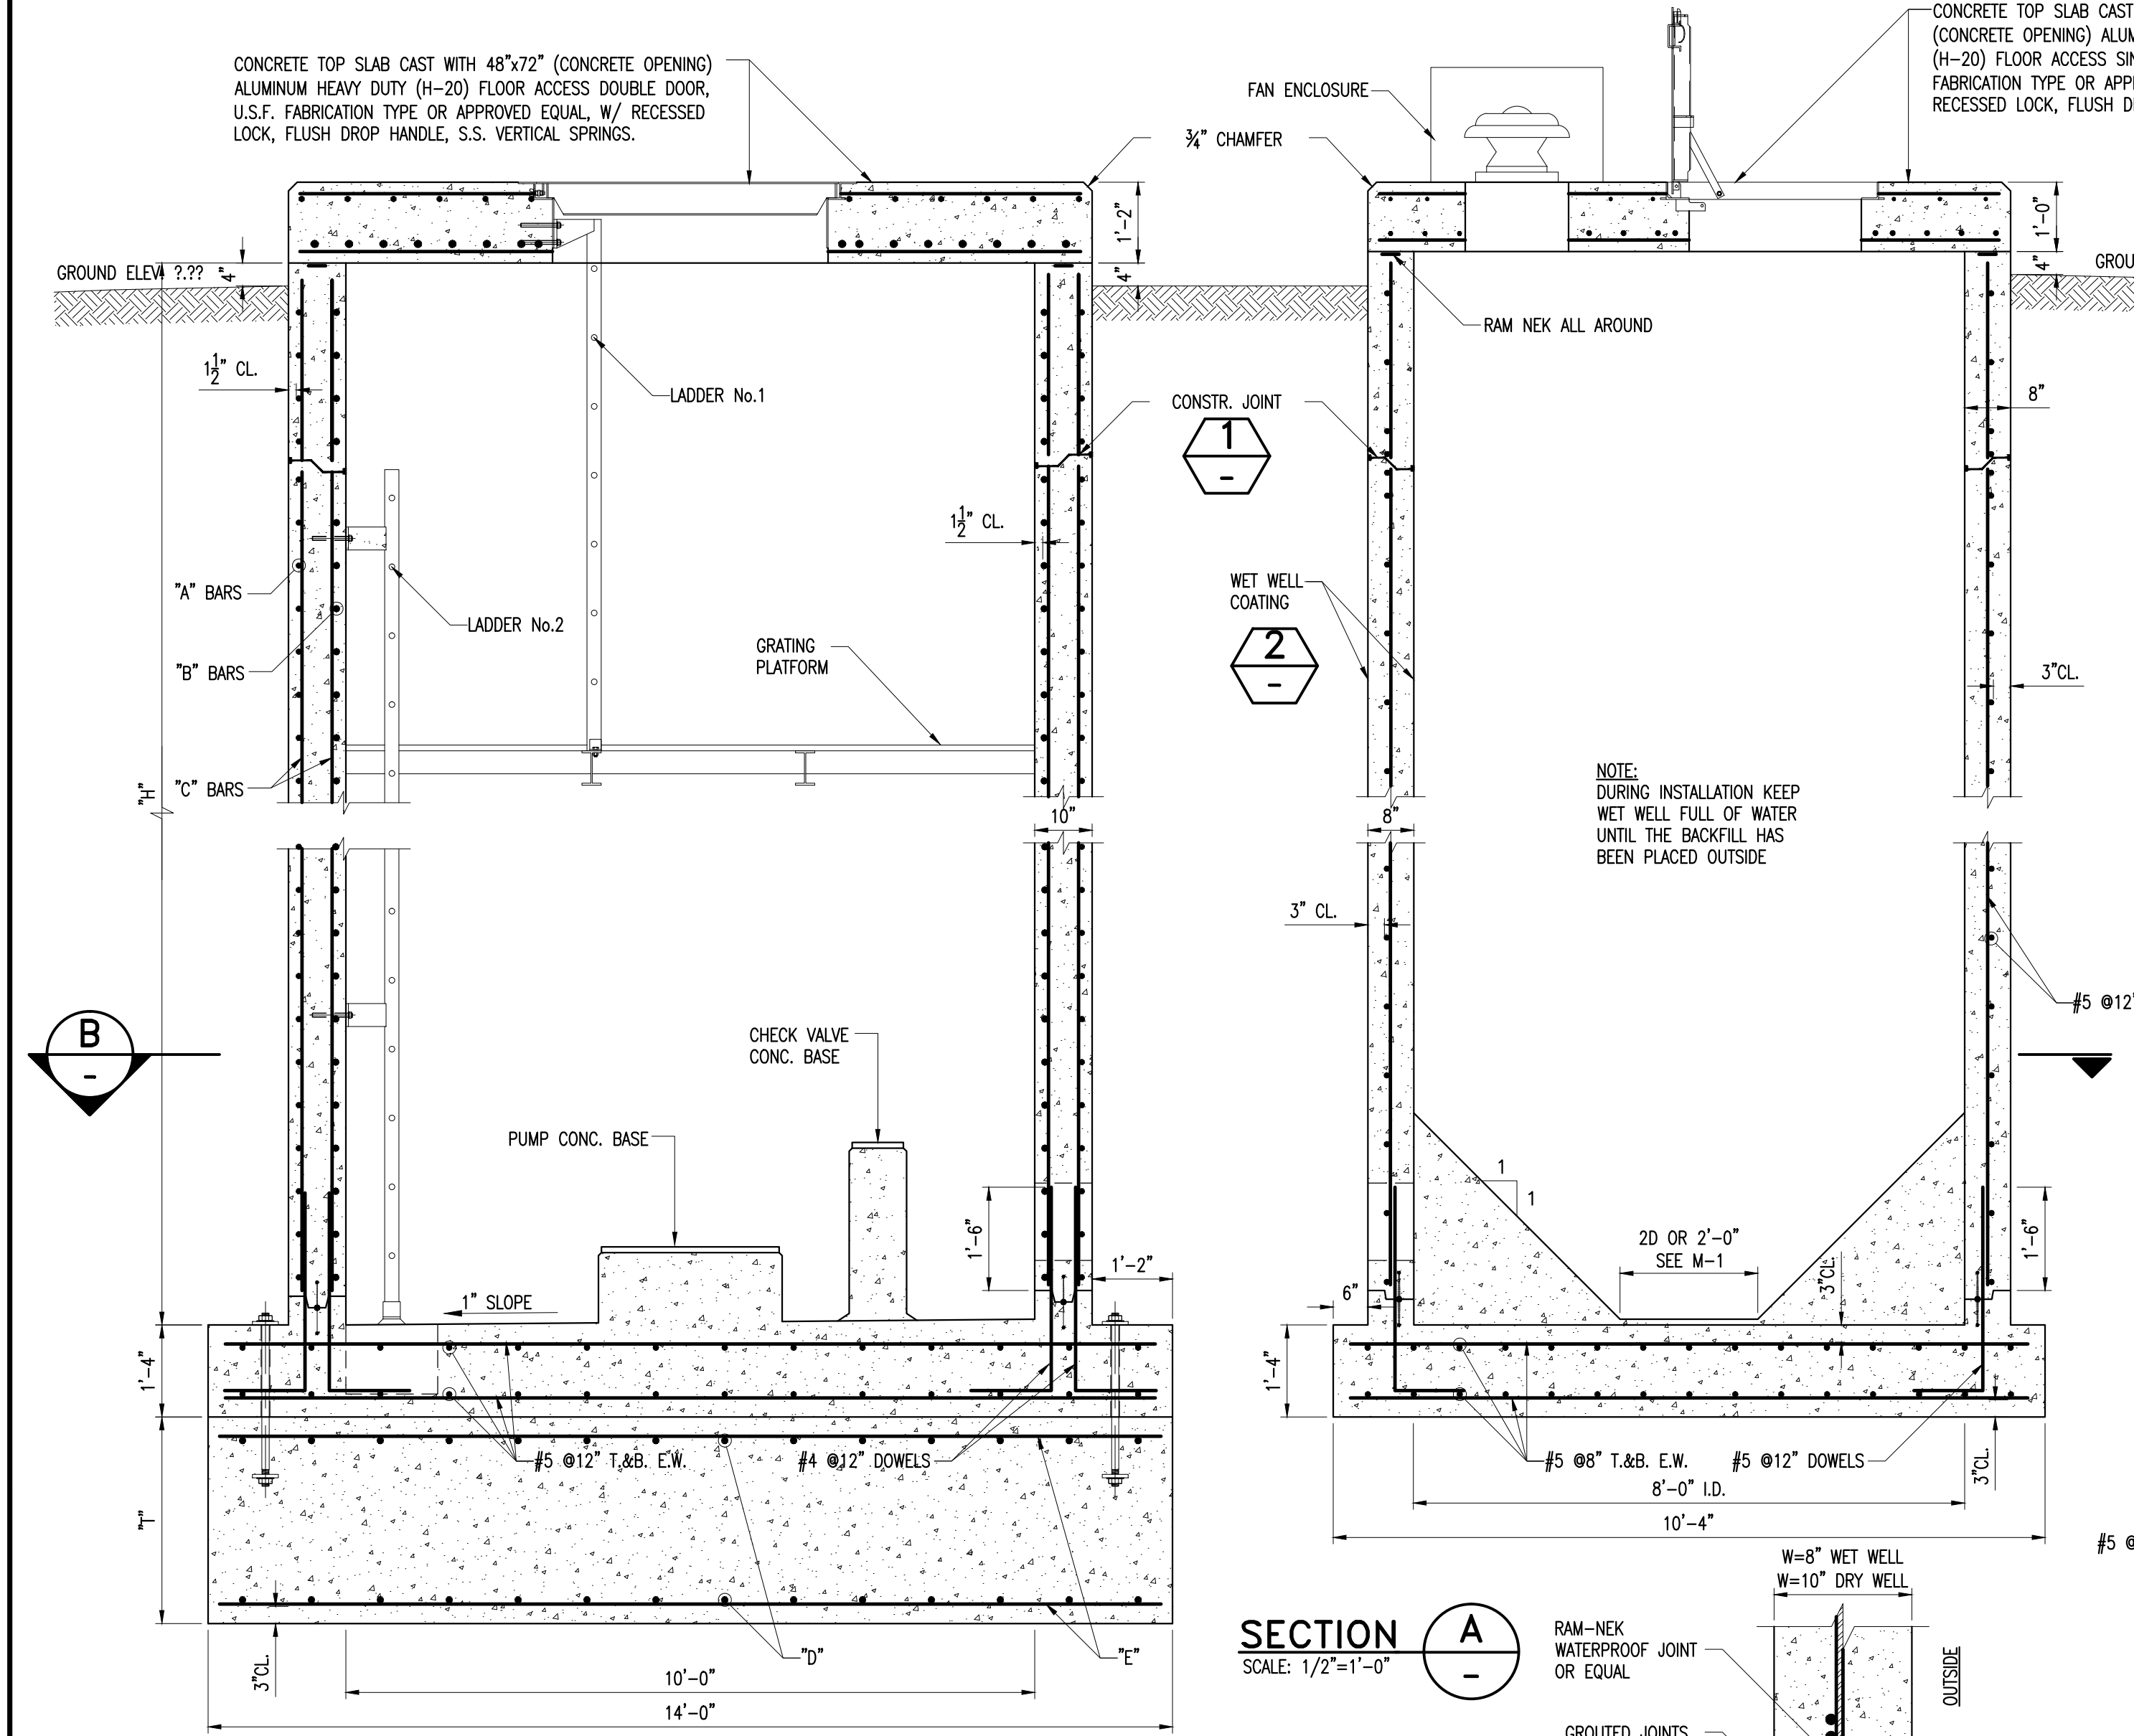 CONCRETE TOP SLAB CAST WITH 48"x72" (CONCRETE OPENING)
ALUMINUM HEAVY DUTY (H-20) FLOOR ACCESS DOUBLE DOOR,
U.S.F. FABRICATION TYPE OR APPROVED EQUAL, W/ RECESSED
LOCK, FLUSH DROP HANDLE, S.S. VERTICAL SPRINGS.
FAN ENCLOSURE
¾" CHAMFER
CONCRETE TOP SLAB CAST
(CONCRETE OPENING)
(H-20) FLOOR ACCESS
FABRICATION TYPE OR
RECESSED LOCK, FLUSH
1'-2"
1'-0"
GROUND ELEV. ?.??
4"
4"
4"
RAM NEK ALL AROUND
1½" CL.
LADDER No.1
CONSTR. JOINT
1
-
8"
1½" CL.
"A" BARS
LADDER No.2
WET WELL
COATING
2
-
"B" BARS
GRATING
PLATFORM
3"CL.
"C" BARS
"H"
10"
8"
NOTE:
DURING INSTALLATION KEEP
WET WELL FULL OF WATER
UNTIL THE BACKFILL HAS
BEEN PLACED OUTSIDE
3" CL.
#5 @12"
B
-
CHECK VALVE
CONC. BASE
PUMP CONC. BASE
1
1
1'-6"
1'-2"
2D OR 2'-0"
SEE M-1
3"CL.
1'-6"
1" SLOPE
6"
1'-4"
1'-4"
#5 @12" T.&B. E.W.
#4 @12" DOWELS
#5 @8" T.&B. E.W.
#5 @12" DOWELS
3"CL.
8'-0" I.D.
10'-4"
"T"
#5 @
W=8" WET WELL
W=10" DRY WELL
"D"
"E"
3"CL.
10'-0"
14'-0"
SECTION
SCALE: 1/2"=1'-0"
A
-
RAM-NEK
WATERPROOF JOINT
OR EQUAL
OUTSIDE
GROUTED JOINTS